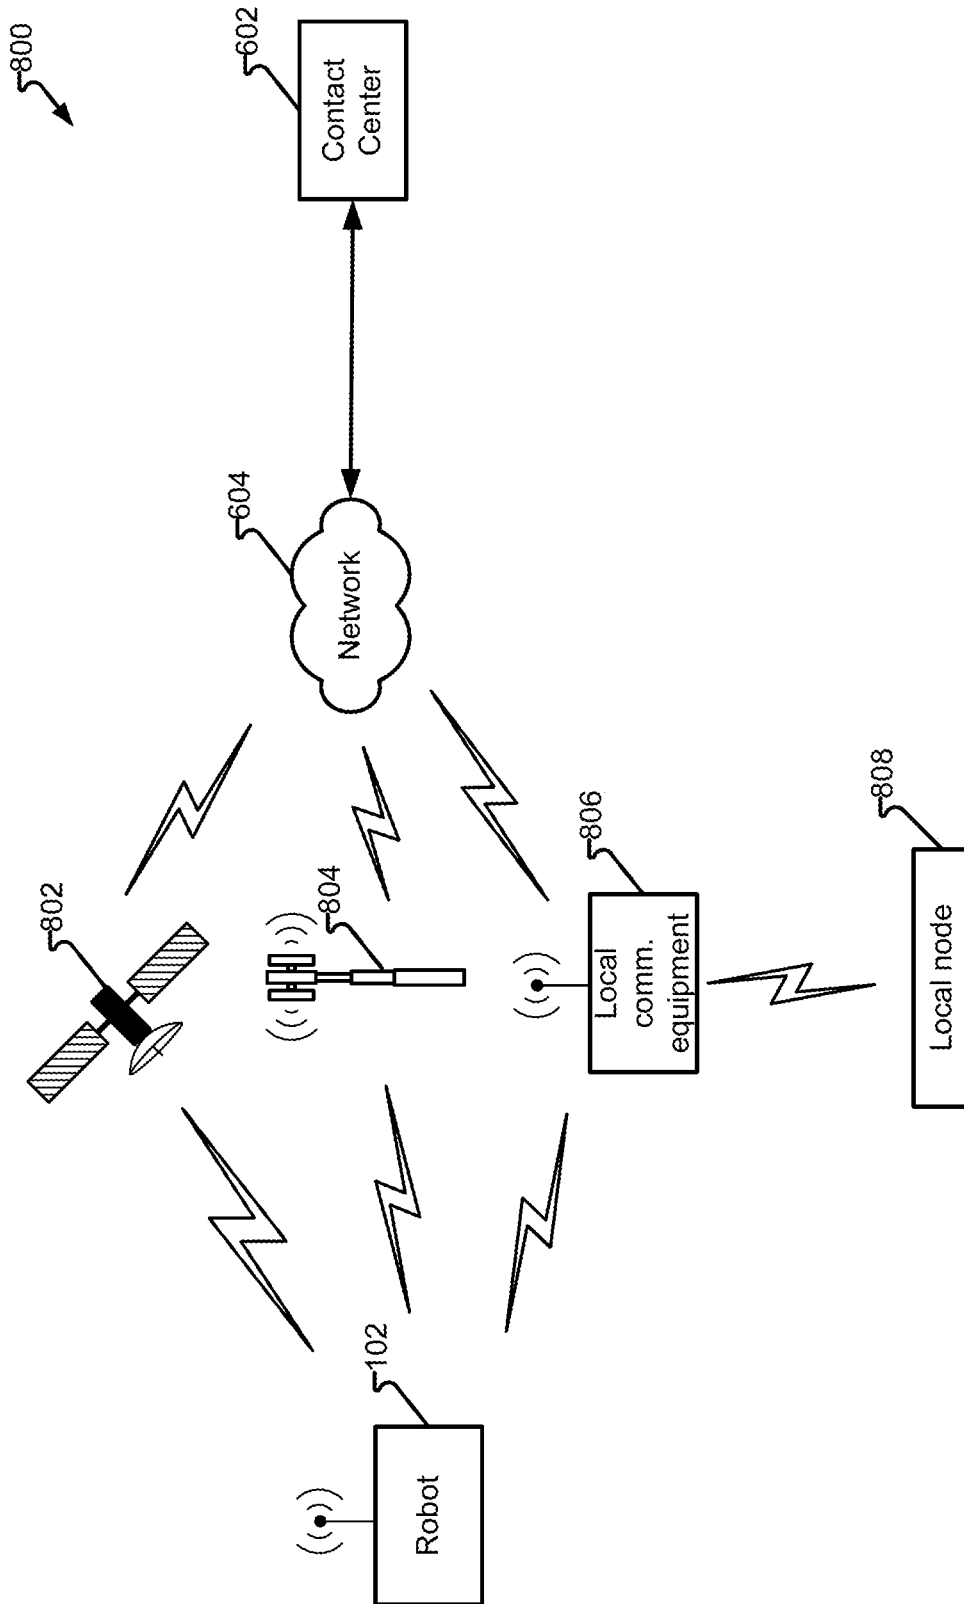 800
802
604
602
Contact
Center
804
Network
102
Robot
806
Local
comm.
equipment
808
Local node